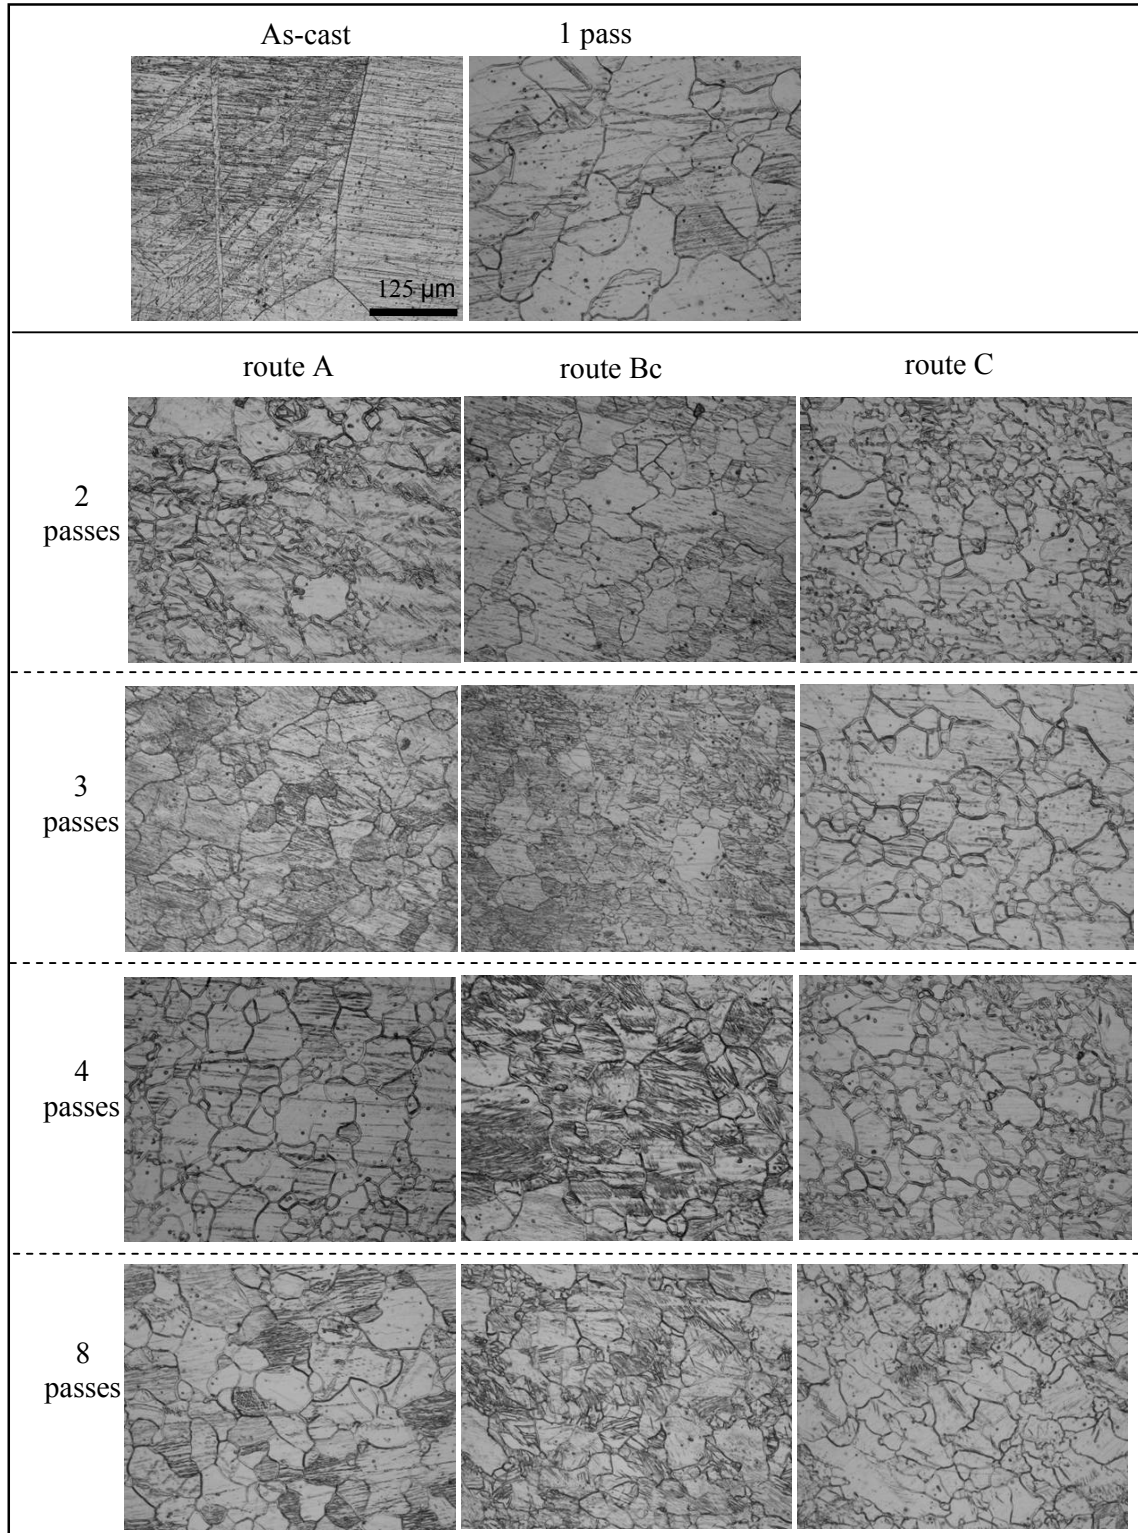 As-cast
1 pass
125 µm
route A
route Bc
route C
2
passes
3
passes
4
passes
8
passes